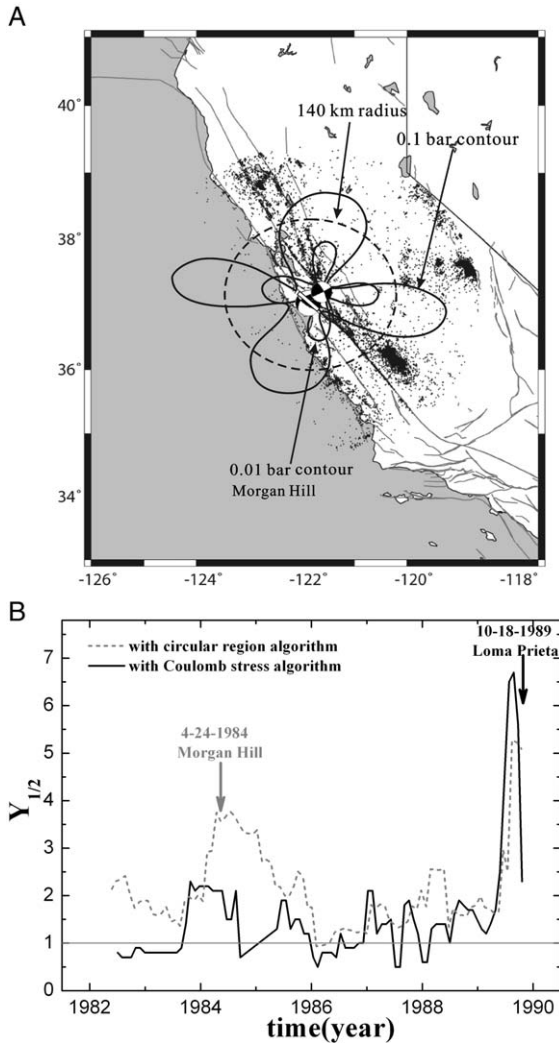 A
40˚
38˚
36˚
34˚
-126˚
-124˚
-122˚
-120˚
-118˚
140 km radius
0.1 bar contour
0.01 bar contour
Morgan Hill
B
with circular region algorithm
with Coulomb stress algorithm
10-18-1989
Loma Prieta
4-24-1984
Morgan Hill
Y1/2
7
6
5
4
3
2
1
0
1982
1984
1986
1988
1990
time(year)